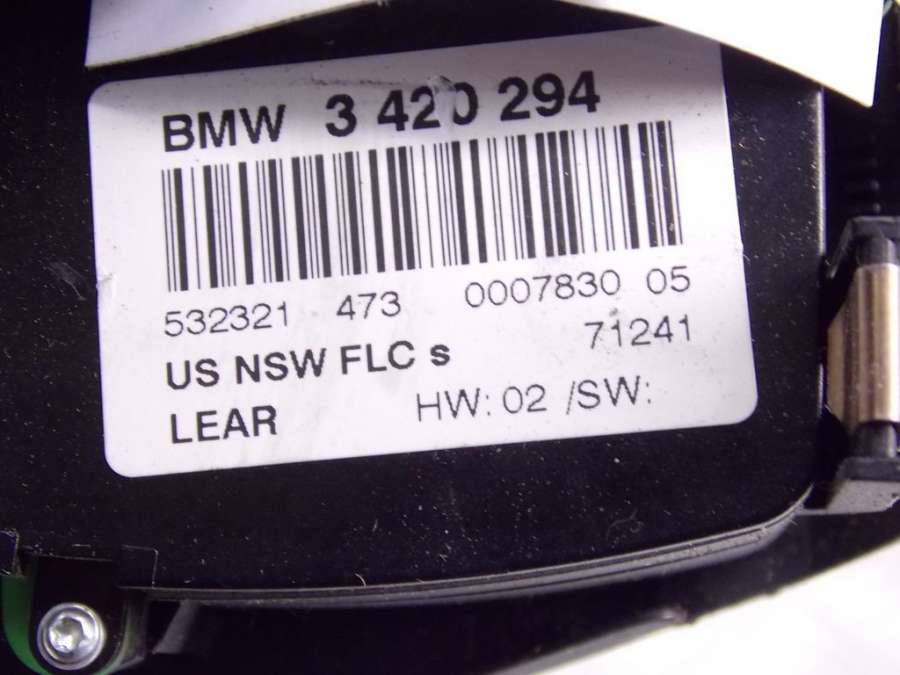 BMW 3 420 294
532321 473 0007830 05
71241
US NSW FLC s
LEAR HW: 02 /SW: